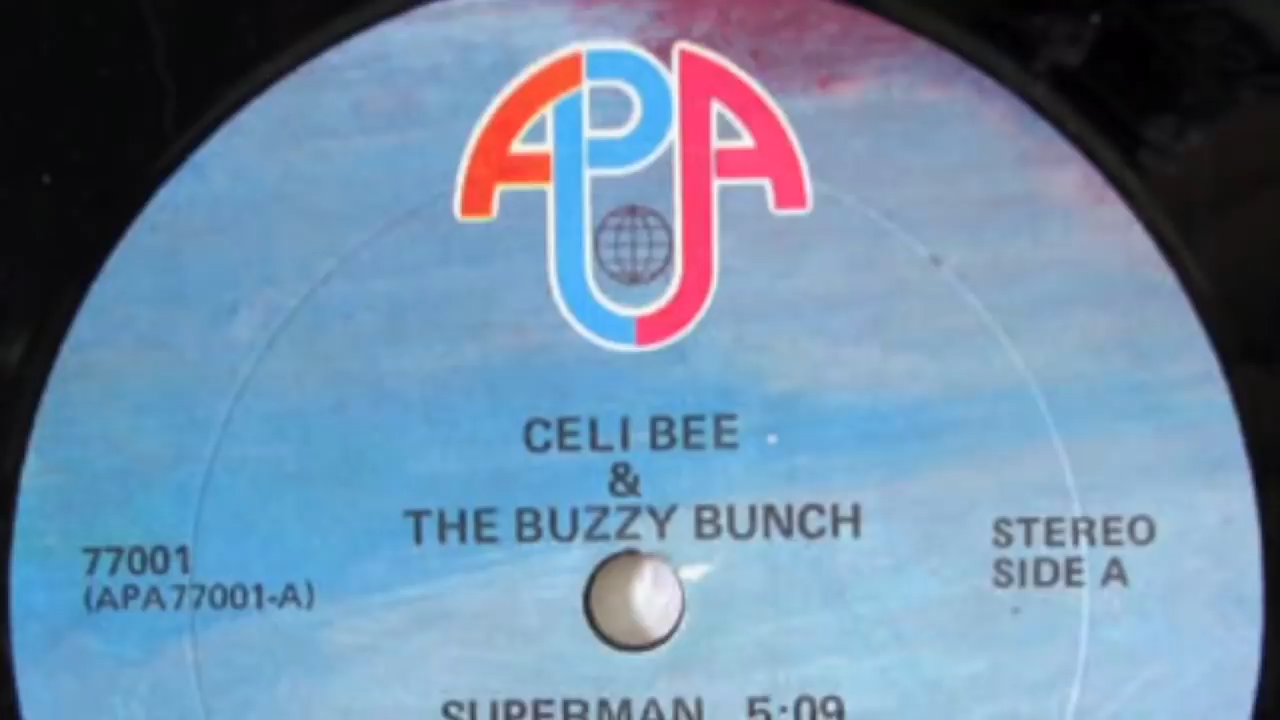 APA
CELI BEE
&
THE BUZZY BUNCH
77001
(APA77001-A)
STEREO
SIDE A
SUPERMAN 5:09